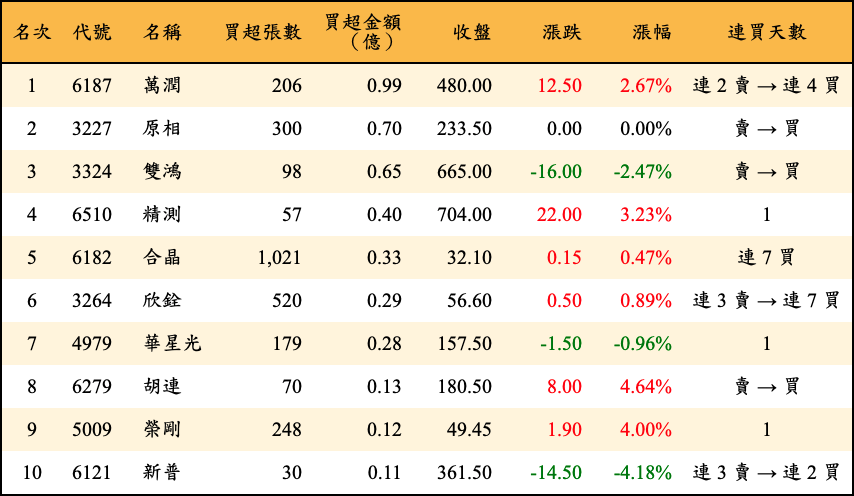 名次 代號 名稱 買超張數 買超金額（億） 收盤 漲跌 漲幅 連買天數
1 6187 萬潤 206 0.99 480.00 12.50 2.67% 連 2 賣 → 連 4 買
2 3227 原相 300 0.70 233.50 0.00 0.00% 賣 → 買
3 3324 雙鴻 98 0.65 665.00 -16.00 -2.47% 賣 → 買
4 6510 精測 57 0.40 704.00 22.00 3.23% 1
5 6182 合晶 1,021 0.33 32.10 0.15 0.47% 連 7 買
6 3264 欣銓 520 0.29 56.60 0.50 0.89% 連 3 賣 → 連 7 買
7 4979 華星光 179 0.28 157.50 -1.50 -0.96% 1
8 6279 胡連 70 0.13 180.50 8.00 4.64% 賣 → 買
9 5009 榮剛 248 0.12 49.45 1.90 4.00% 1
10 6121 新普 30 0.11 361.50 -14.50 -4.18% 連 3 賣 → 連 2 買